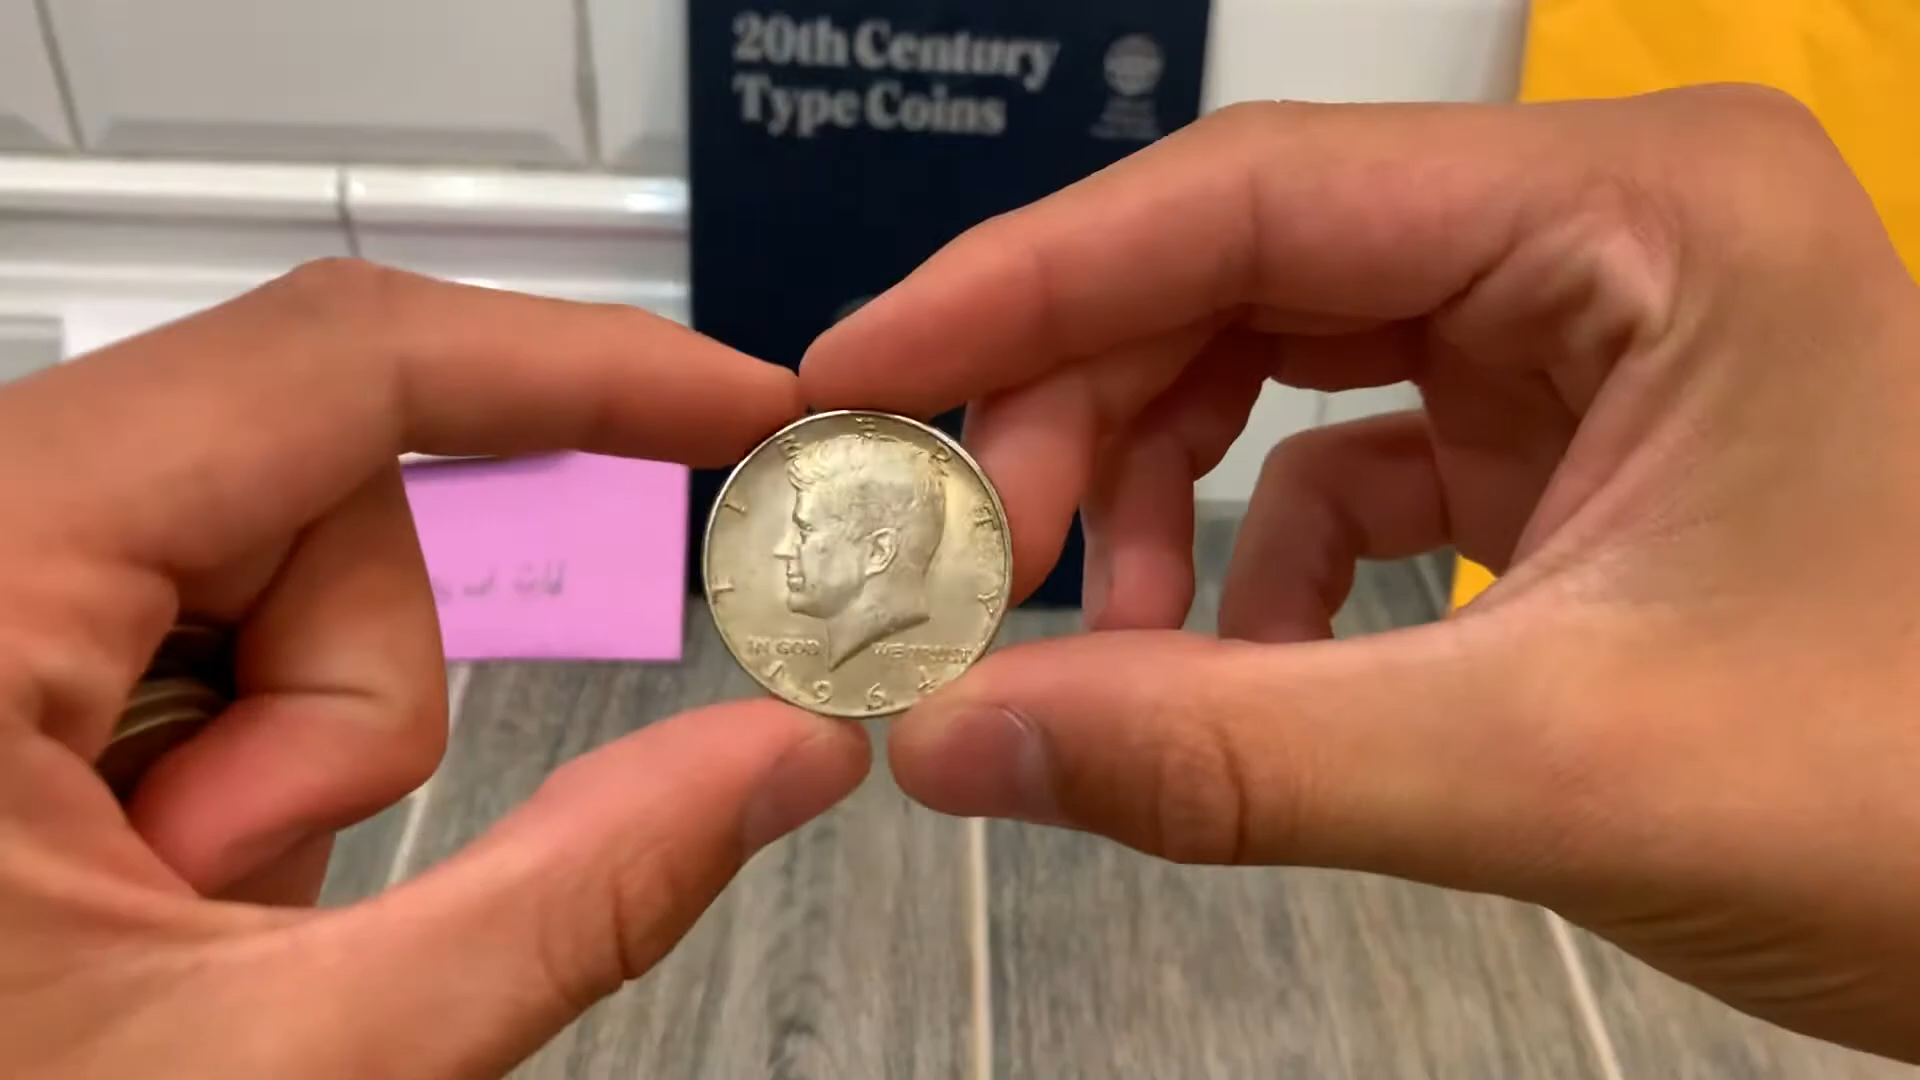 20th Century
Type Coins
LIBERTY
IN GOD WE TRUST
1964